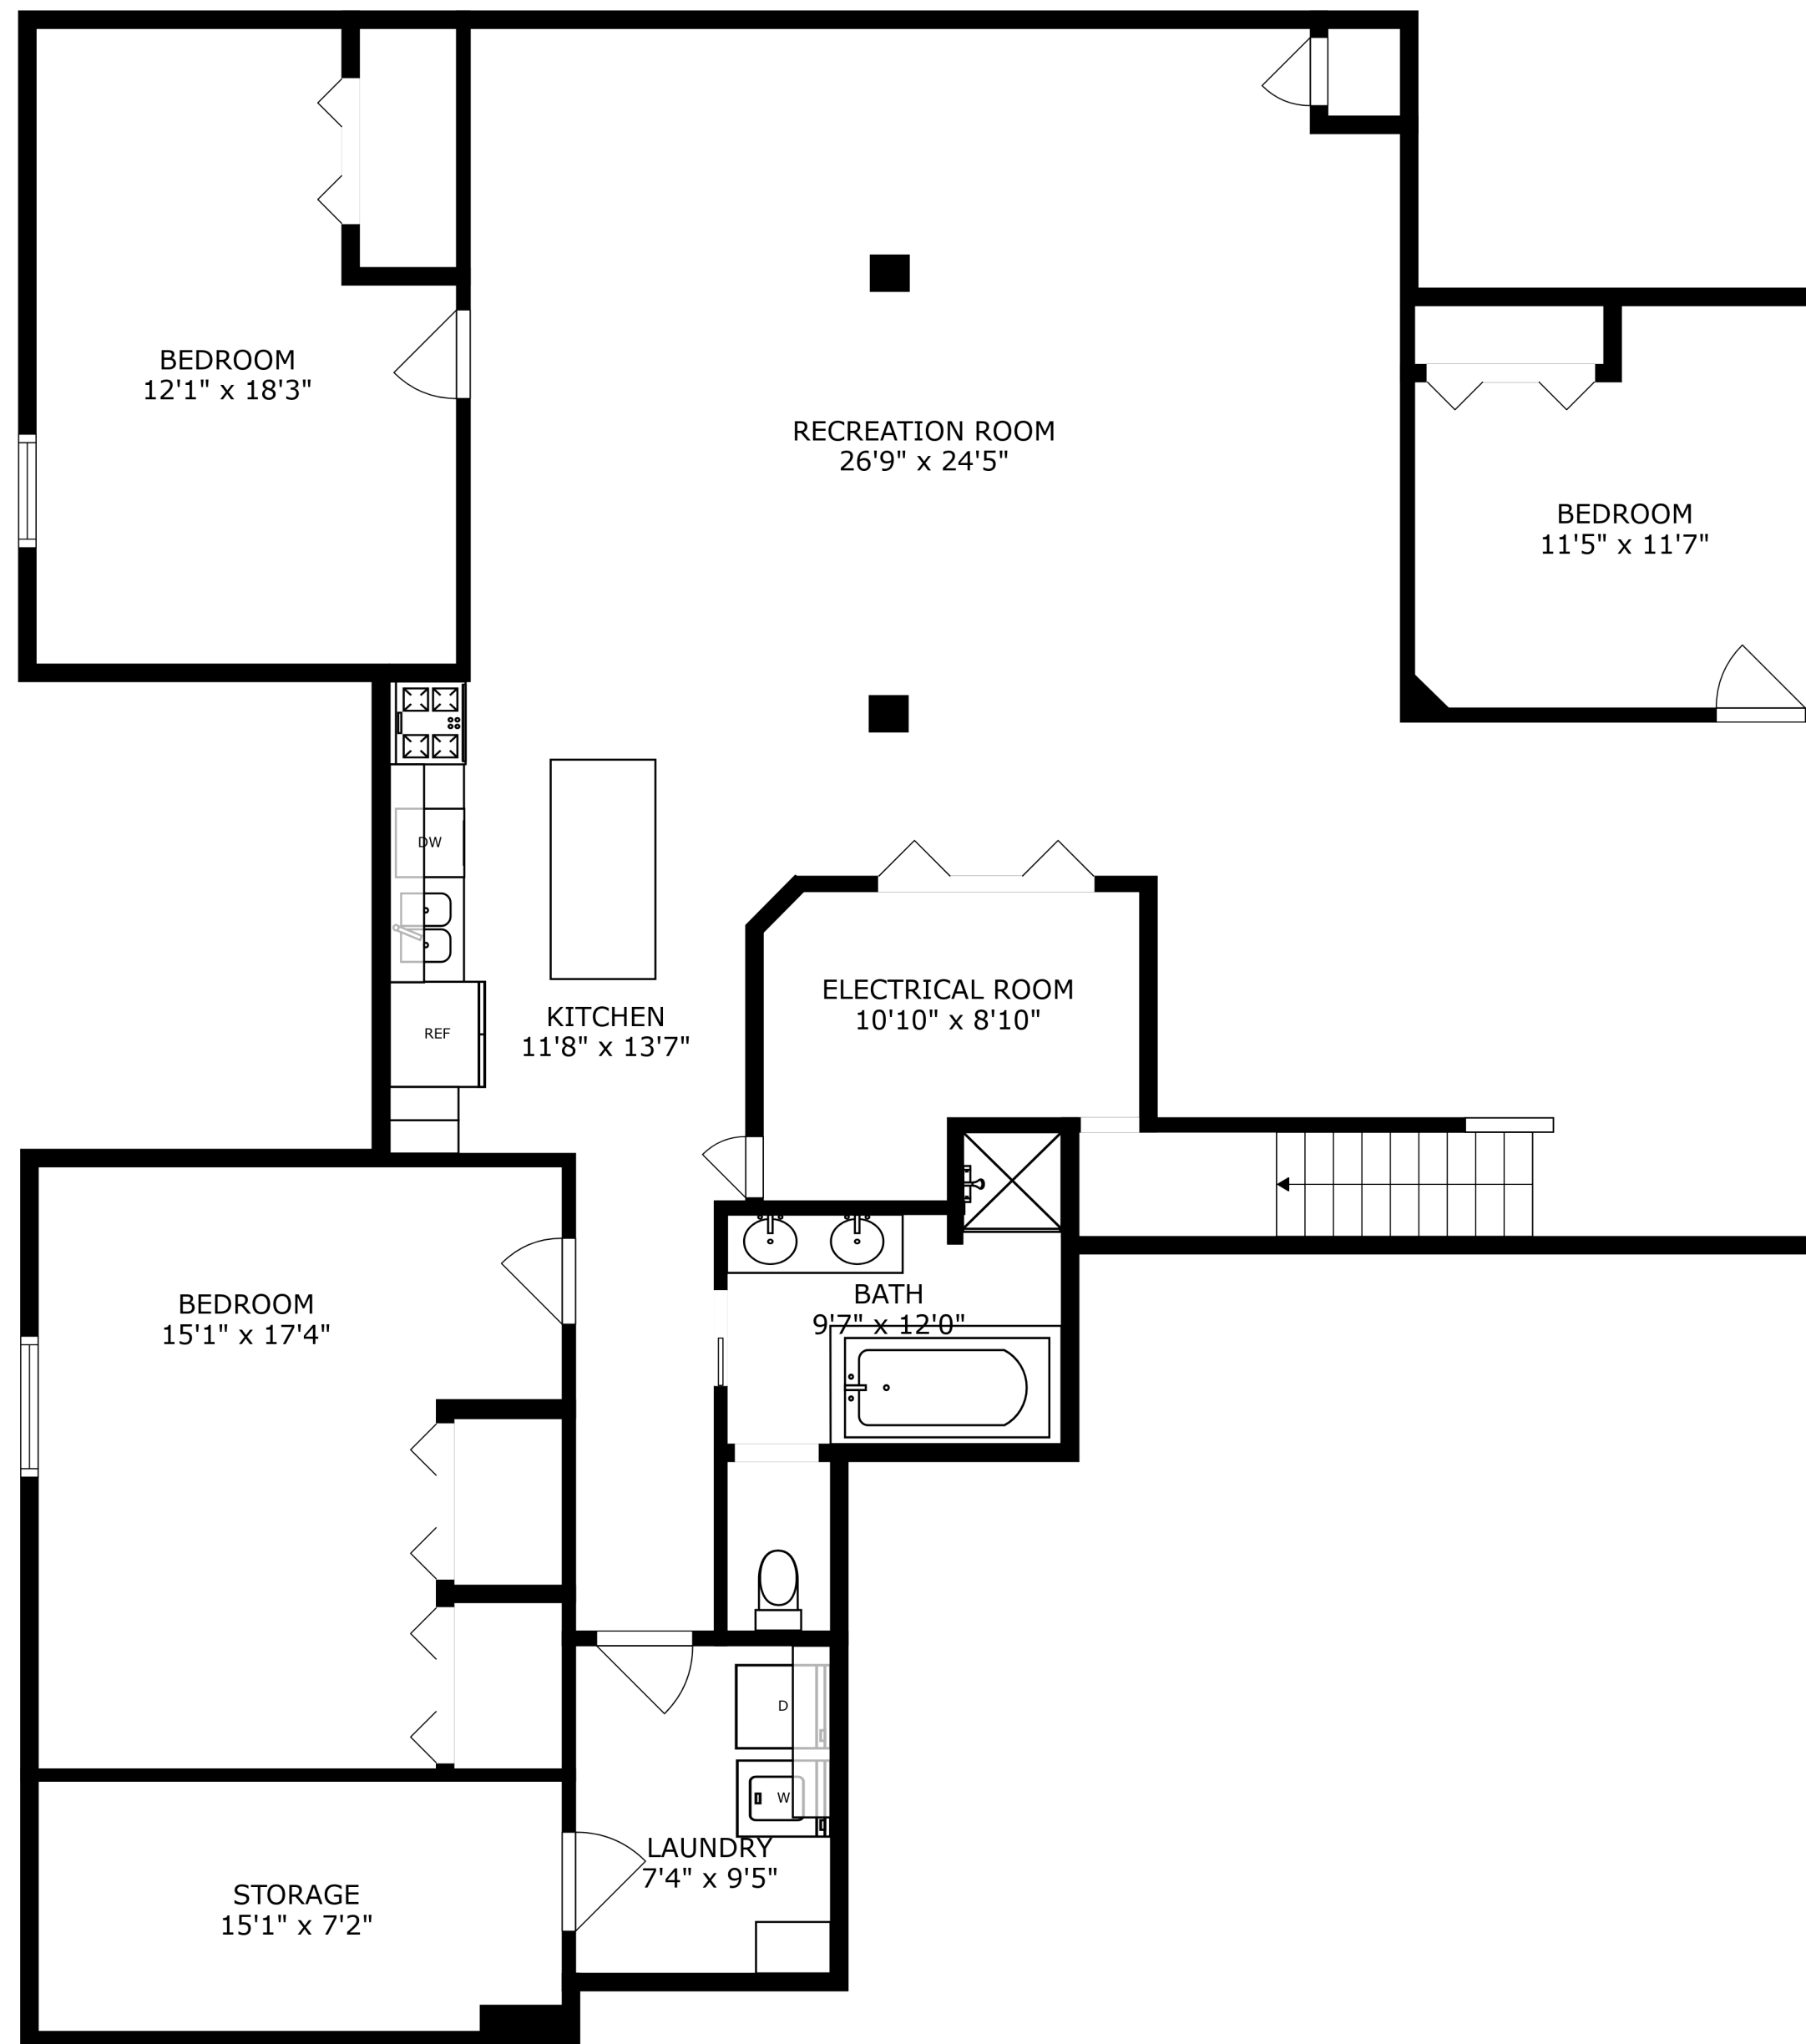 BEDROOM
12'1" x 18'3"
RECREATION ROOM
26'9" x 24'5"
BEDROOM
11'5" x 11'7"
DW
REF
KITCHEN
11'8" x 13'7"
ELECTRICAL ROOM
10'10" x 8'10"
BEDROOM
15'1" x 17'4"
BATH
9'7" x 12'0"
D
W
LAUNDRY
7'4" x 9'5"
STORAGE
15'1" x 7'2"